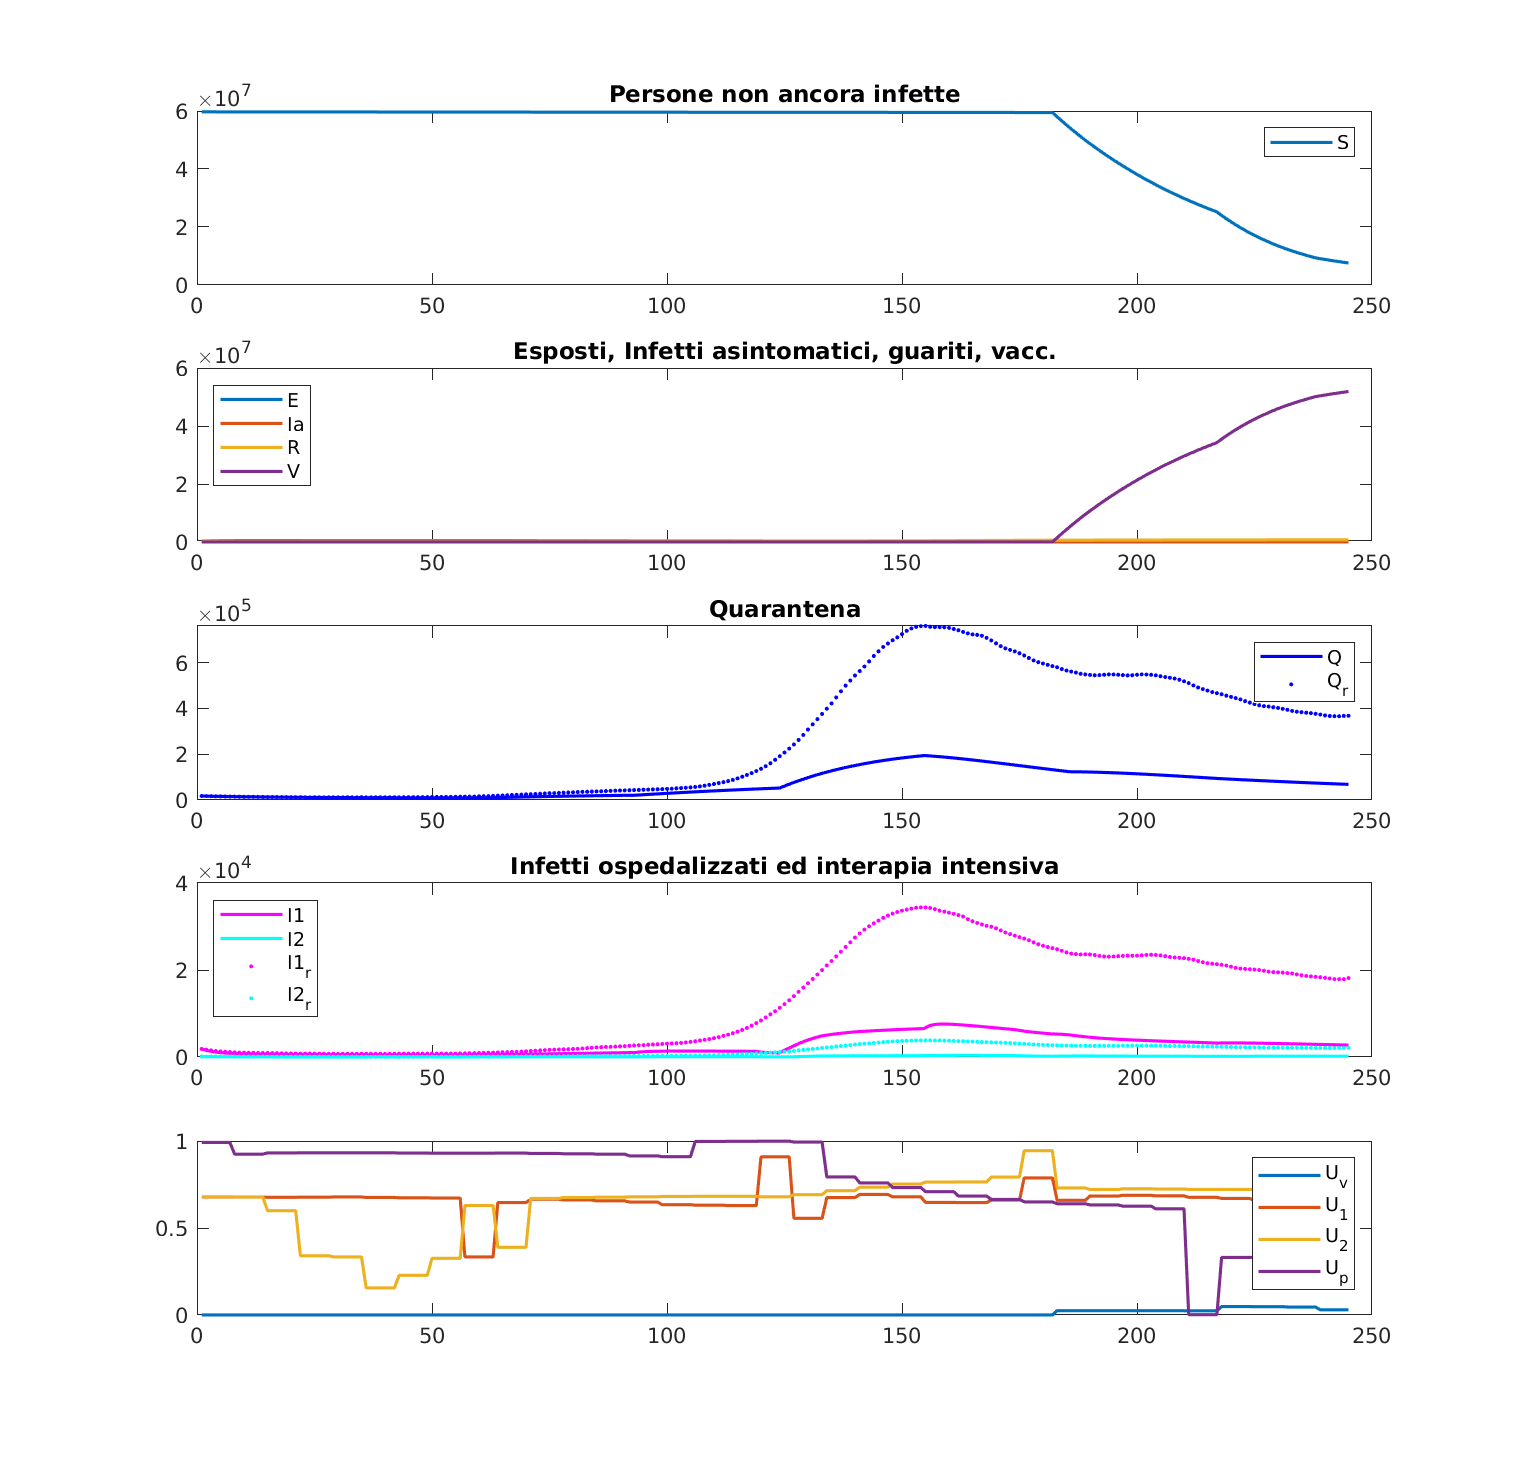 Persone non ancora infette
×10^7
6
4
2
0
0 50 100 150 200 250
S
Esposti, Infetti asintomatici, guariti, vacc.
×10^7
6
4
2
0
0 50 100 150 200 250
E
Ia
R
V
Quarantena
×10^5
6
4
2
0
0 50 100 150 200 250
Q
Q_r
Infetti ospedalizzati ed interapia intensiva
×10^4
4
2
0
0 50 100 150 200 250
I1
I2
I1_r
I2_r
1
0.5
0
0 50 100 150 200 250
U_v
U_1
U_2
U_p